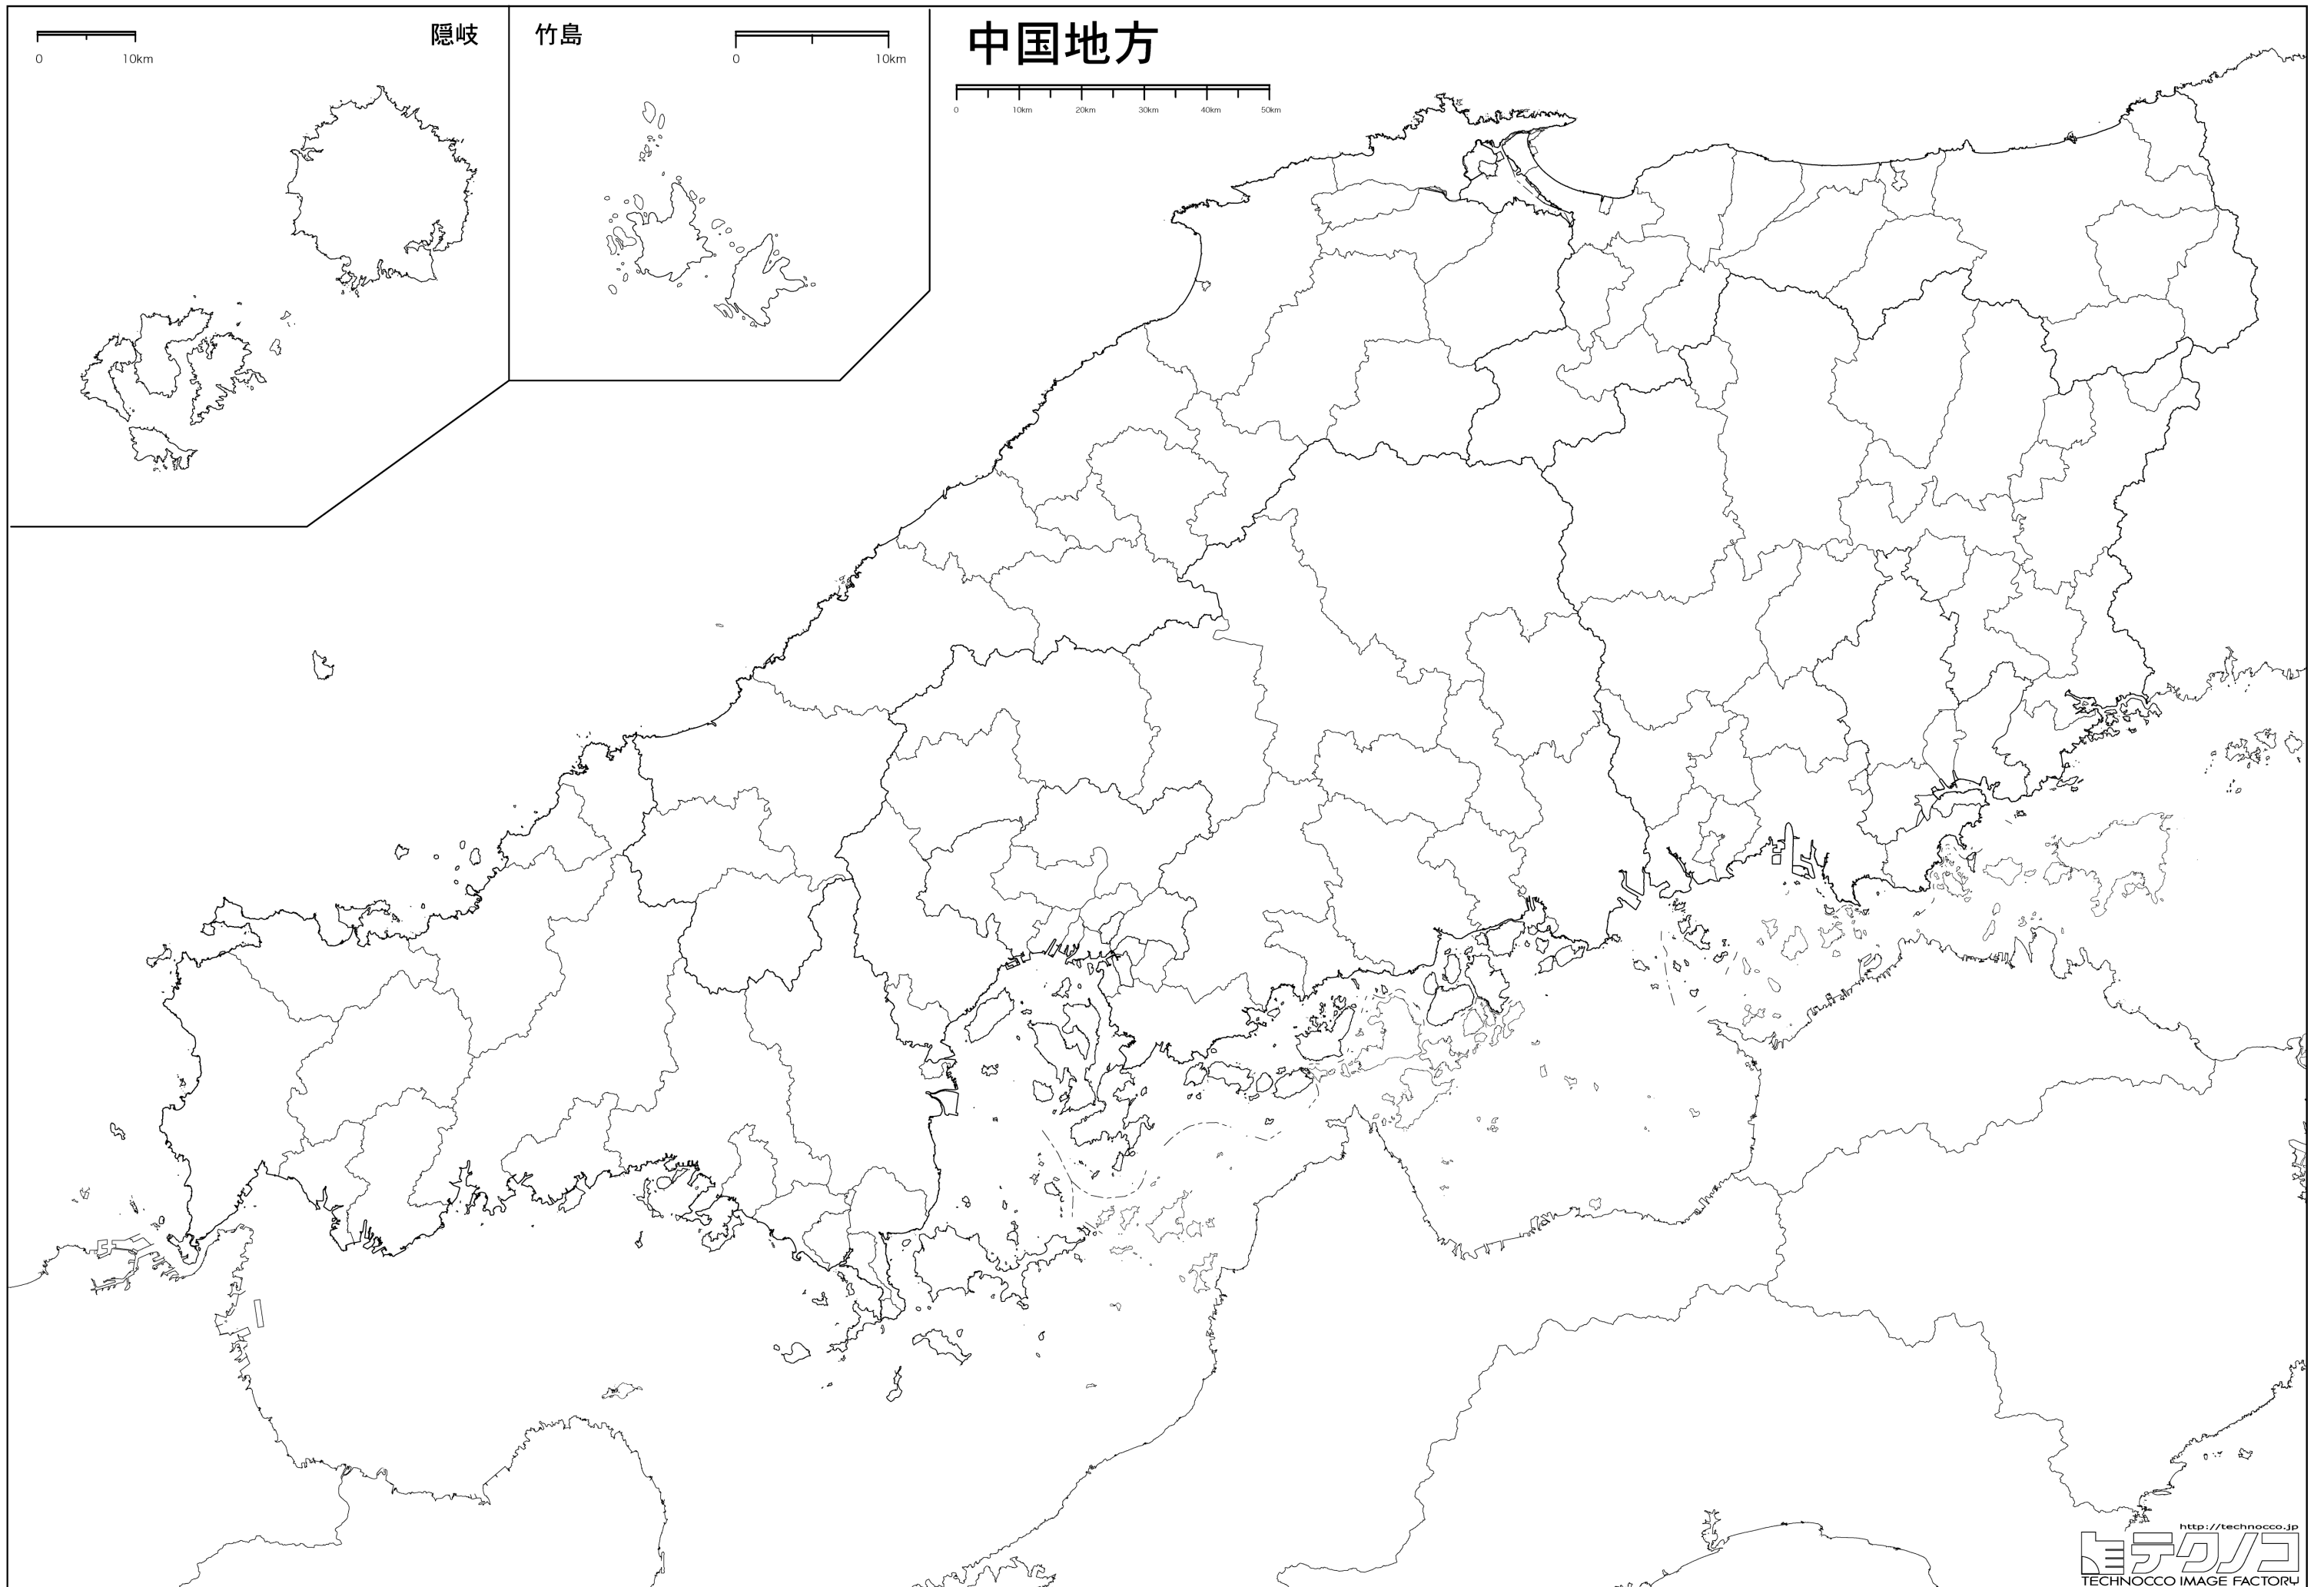 隠岐
0 10km
竹島
0 10km
中国地方
0 10km 20km 30km 40km 50km
http://technocco.jp
テクノコ
TECHNOCCO IMAGE FACTORY